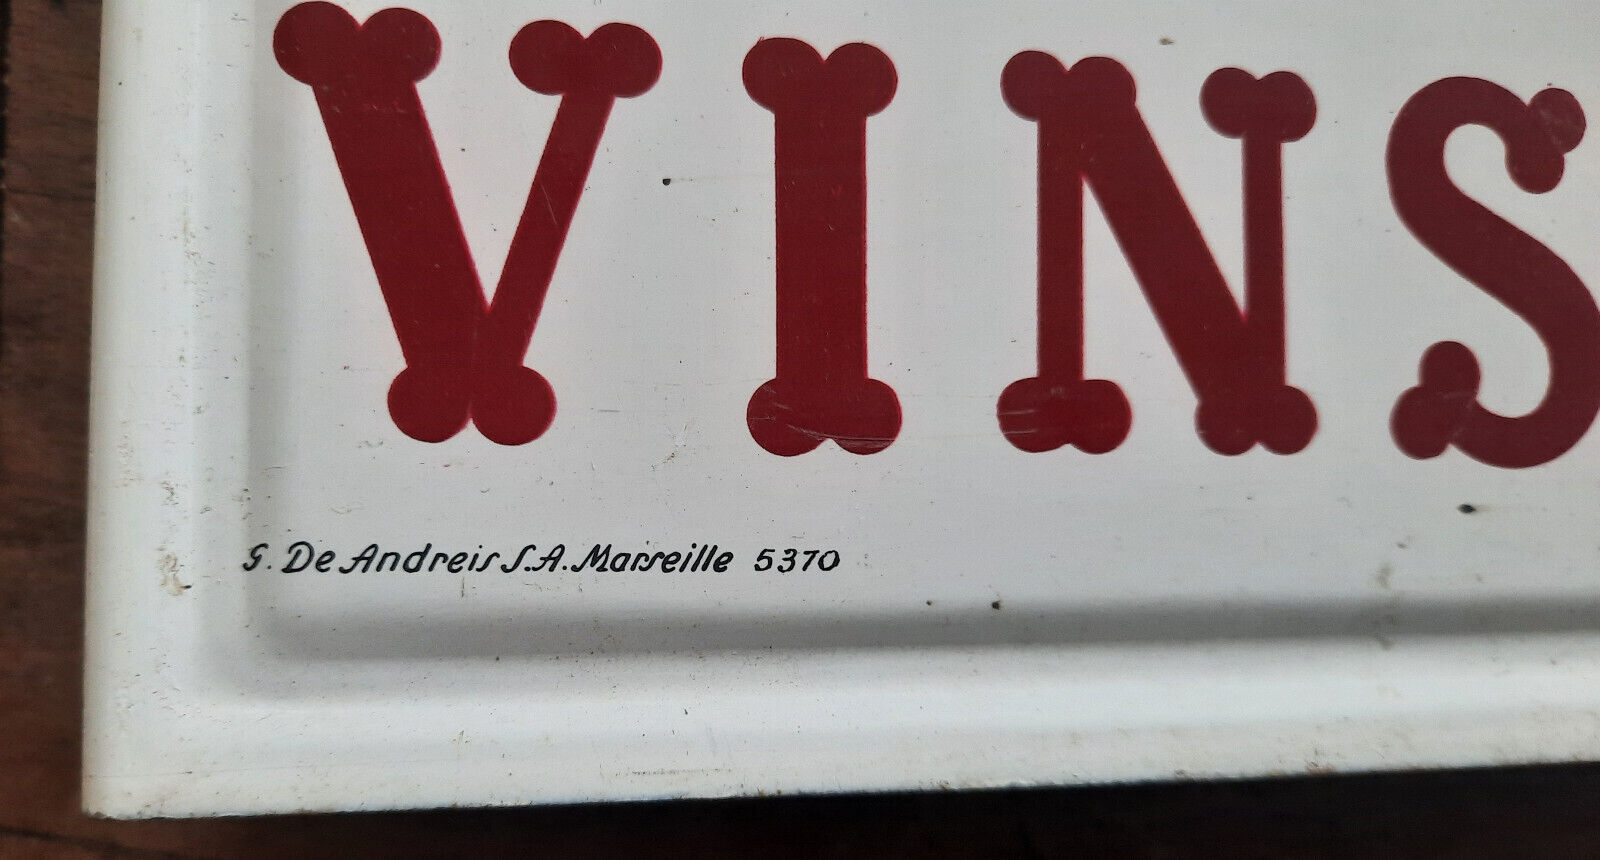 VINS
G. De Andreis S.A. Marseille 5370